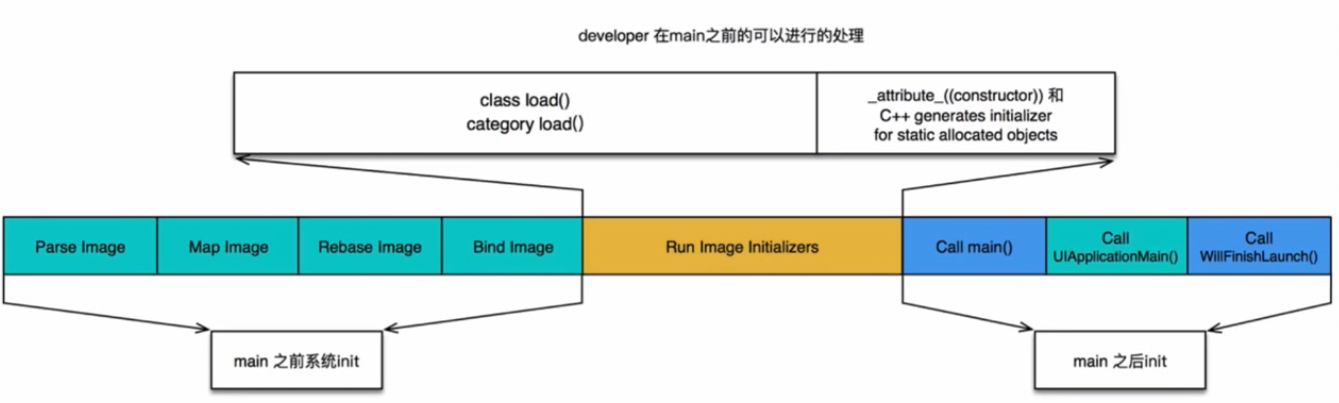 developer 在main之前的可以进行的处理
class load()
category load()
_attribute_((constructor)) 和
C++ generates initializer
for static allocated objects
Parse Image
Map Image
Rebase Image
Bind Image
Run Image Initializers
Call main()
Call
UIApplicationMain()
Call
WillFinishLaunch()
main 之前系统init
main 之后init